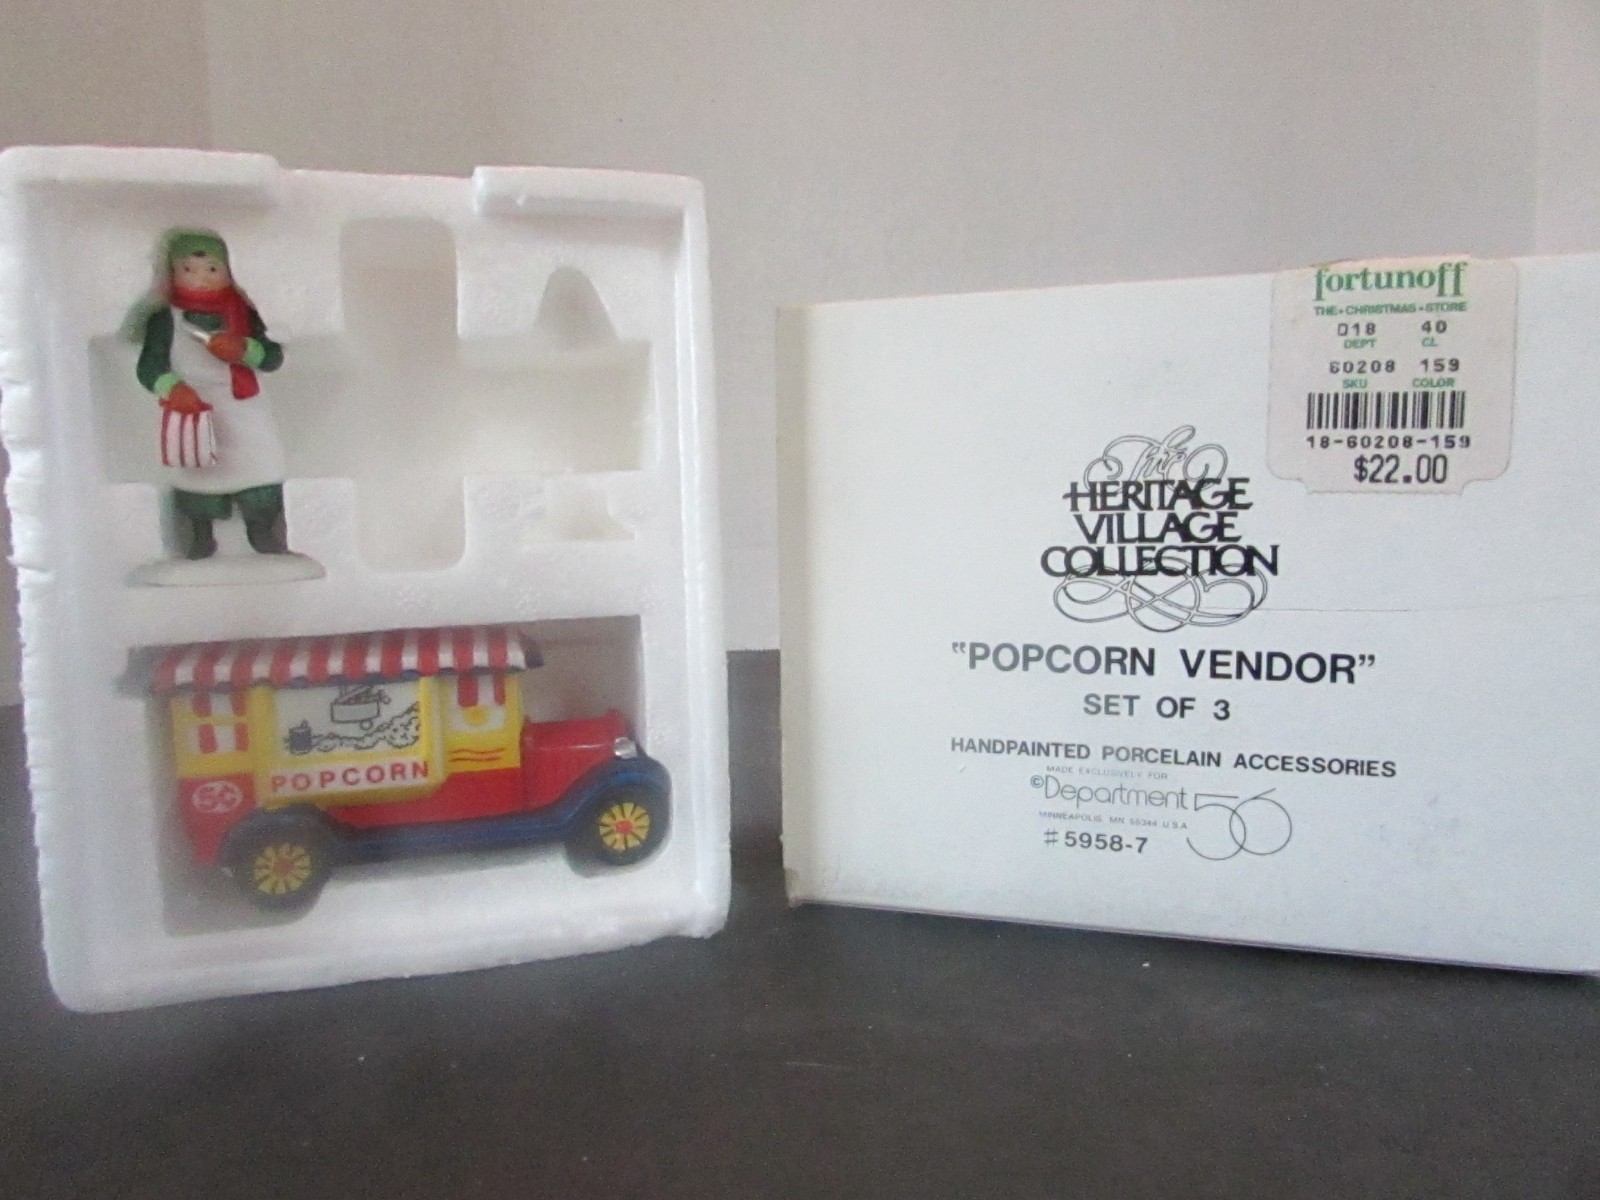 POPCORN
5¢
fortunoff
THE • CHRISTMAS • STORE
018 40
DEPT CL
60208 159
SKU COLOR
18-60208-159
$22.00
The
HERITAGE
VILLAGE
COLLECTION
"POPCORN VENDOR"
SET OF 3
HANDPAINTED PORCELAIN ACCESSORIES
MADE EXCLUSIVELY FOR
©Department 56
MINNEAPOLIS, MN 55344 U.S.A
#5958-7